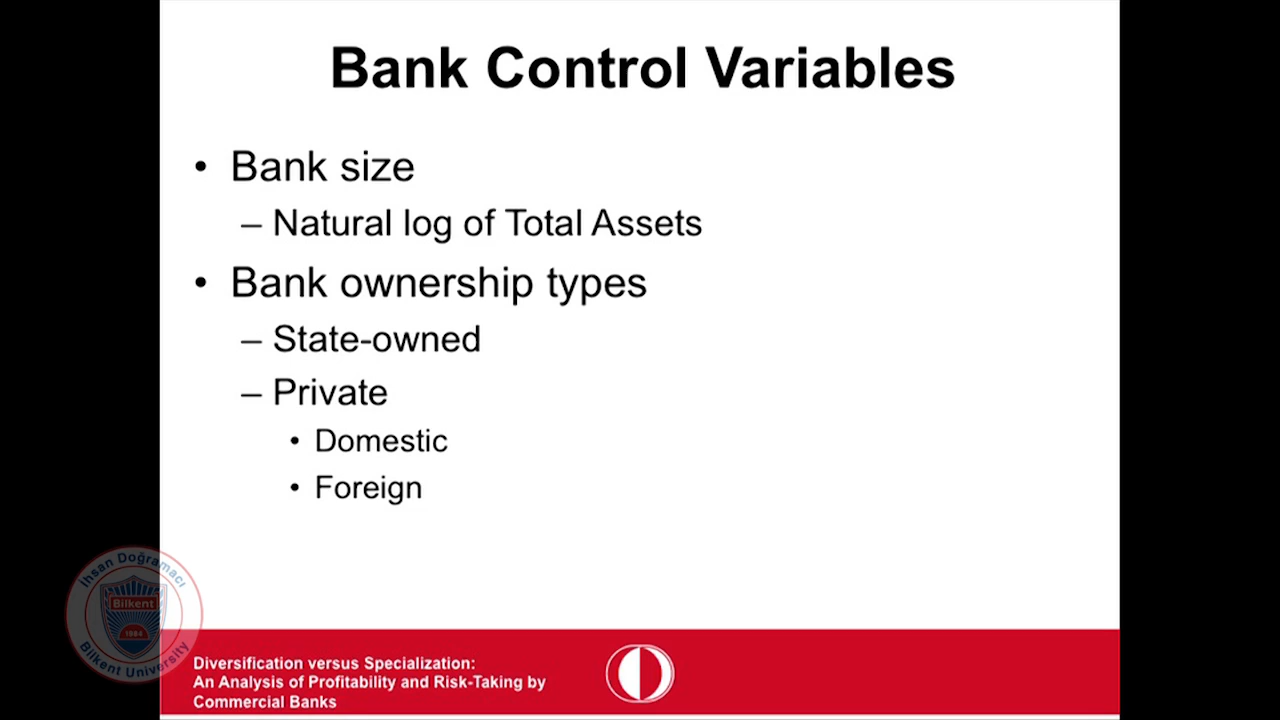 Bank Control Variables
• Bank size
– Natural log of Total Assets
• Bank ownership types
– State-owned
– Private
• Domestic
• Foreign
İhsan Doğramacı
Bilkent
1984
Bilkent University
Diversification versus Specialization:
An Analysis of Profitability and Risk-Taking by
Commercial Banks